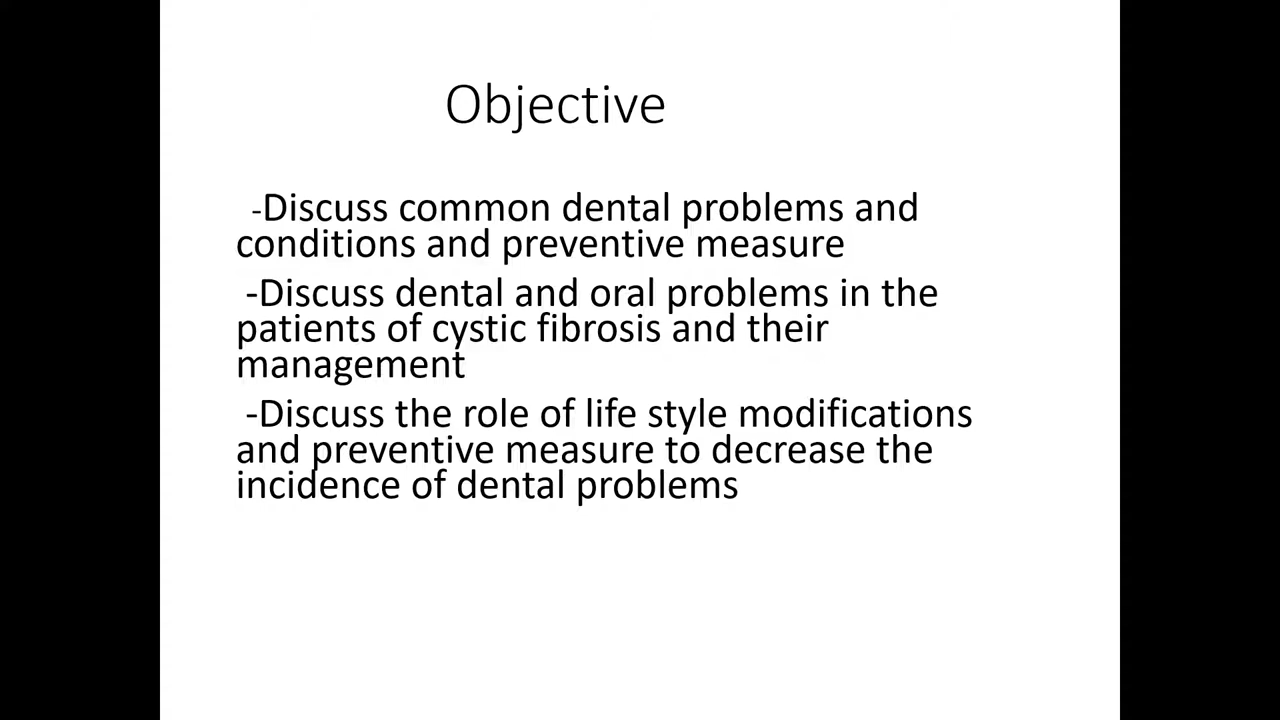 Objective
-Discuss common dental problems and
conditions and preventive measure
-Discuss dental and oral problems in the
patients of cystic fibrosis and their
management
-Discuss the role of life style modifications
and preventive measure to decrease the
incidence of dental problems